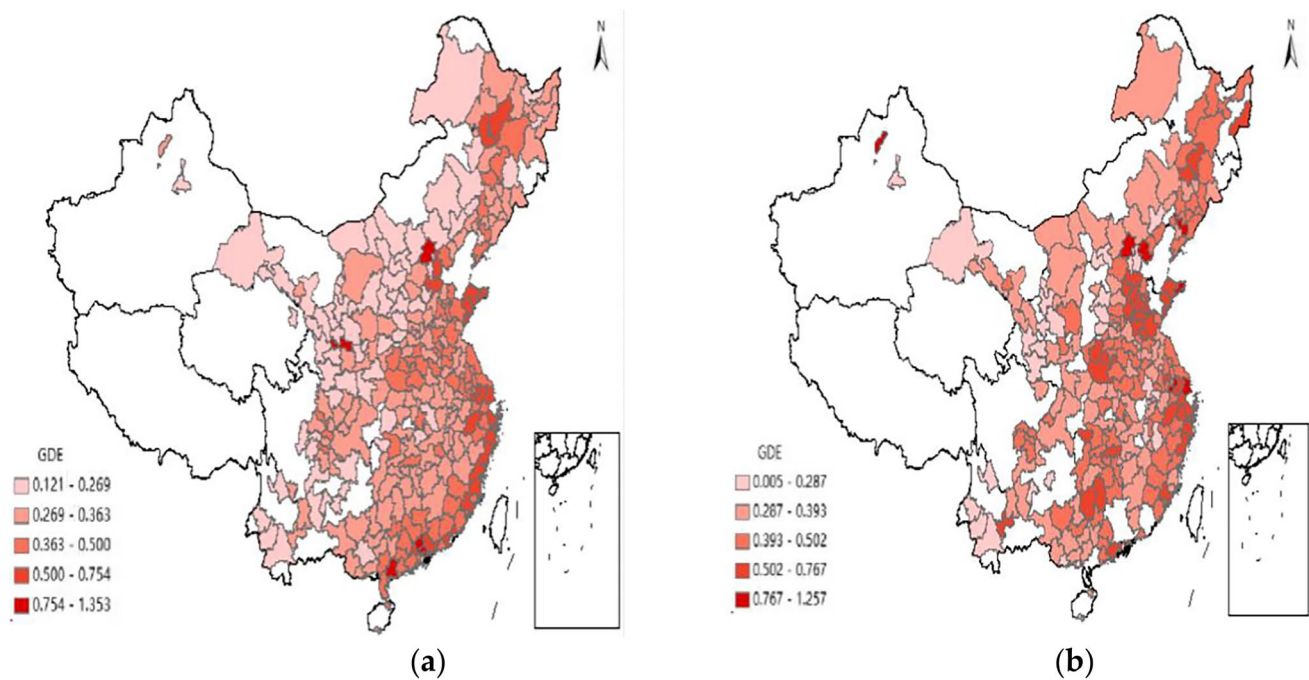 N
GDE
0.121 - 0.269
0.269 - 0.363
0.363 - 0.500
0.500 - 0.754
0.754 - 1.353
(a)
N
GDE
0.005 - 0.287
0.287 - 0.393
0.393 - 0.502
0.502 - 0.767
0.767 - 1.257
(b)